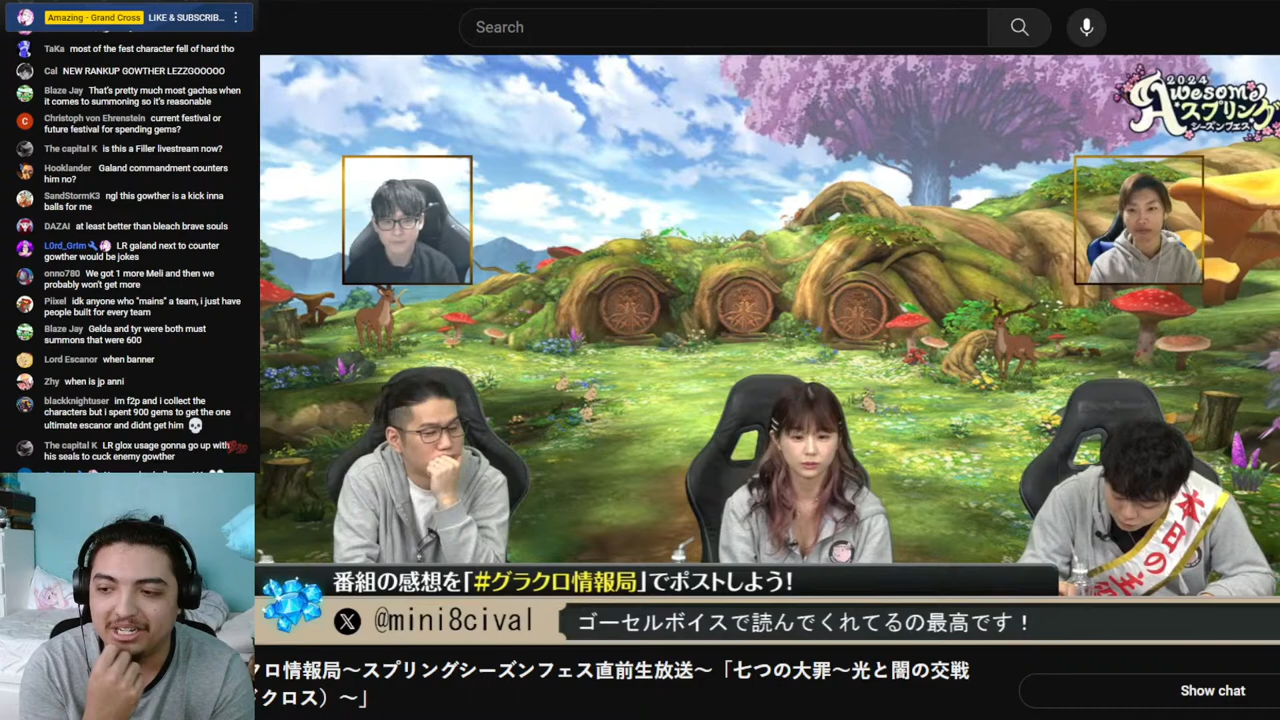 Amazing - Grand Cross LIKE & SUBSCRIB...
TaKa most of the fest character fell of hard tho
Cal NEW RANKUP GOWTHER LEZZGOOOOO
Blaze Jay That's pretty much most gachas when
it comes to summoning so it's reasonable
Christoph von Ehrenstein current festival or
future festival for spending gems?
The capital K is this a Filler livestream now?
Hooklander Galand commandment counters
him no?
SandStormK3 ngl this gowther is a kick inna
balls for me
DAZAI at least better than bleach brave souls
L0rd_Grim LR galand next to counter
gowther would be jokes
onno780 We got 1 more Meli and then we
probably won't get more
Piixel idk anyone who "mains" a team, i just have
people built for every team
Blaze Jay Gelda and tyr were both must
summons that were 600
Lord Escanor when banner
Zhy when is jp anni
blackknightuser im f2p and i collect the
characters but i spent 900 gems to get the one
ultimate escanor and didnt get him
The capital K LR glox usage gonna go up with
his seals to cuck enemy gowther
Search
2024
Awesome
スプリング
シーズンフェス
本日の
番組の感想を「#グラクロ情報局」でポストしよう!
X @mini8cival ゴーセルボイスで読んでくれてるの最高です!
クロ情報局~スプリングシーズンフェス直前生放送~「七つの大罪~光と闇の交戦
ドクロス)~」
Show chat